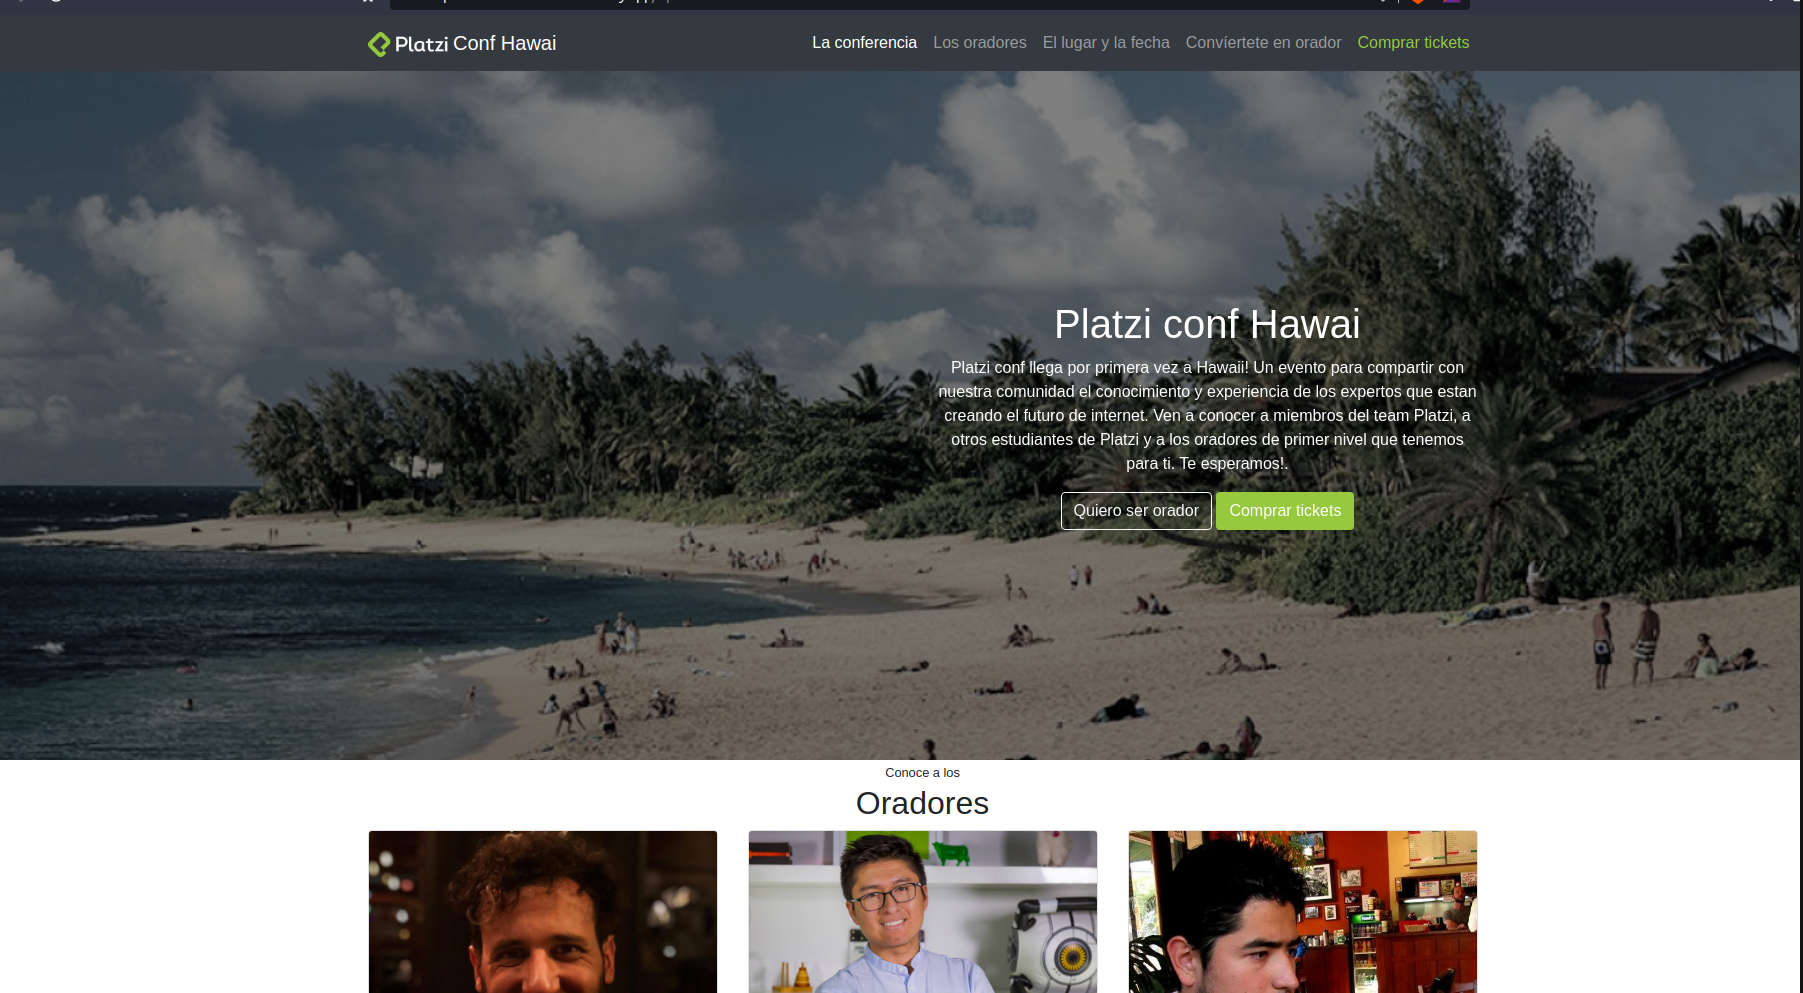 Platzi Conf Hawai
La conferencia
Los oradores
El lugar y la fecha
Conviértete en orador
Comprar tickets
Platzi conf Hawai
Platzi conf llega por primera vez a Hawaii! Un evento para compartir con
nuestra comunidad el conocimiento y experiencia de los expertos que estan
creando el futuro de internet. Ven a conocer a miembros del team Platzi, a
otros estudiantes de Platzi y a los oradores de primer nivel que tenemos
para ti. Te esperamos!.
Quiero ser orador
Comprar tickets
Conoce a los
Oradores